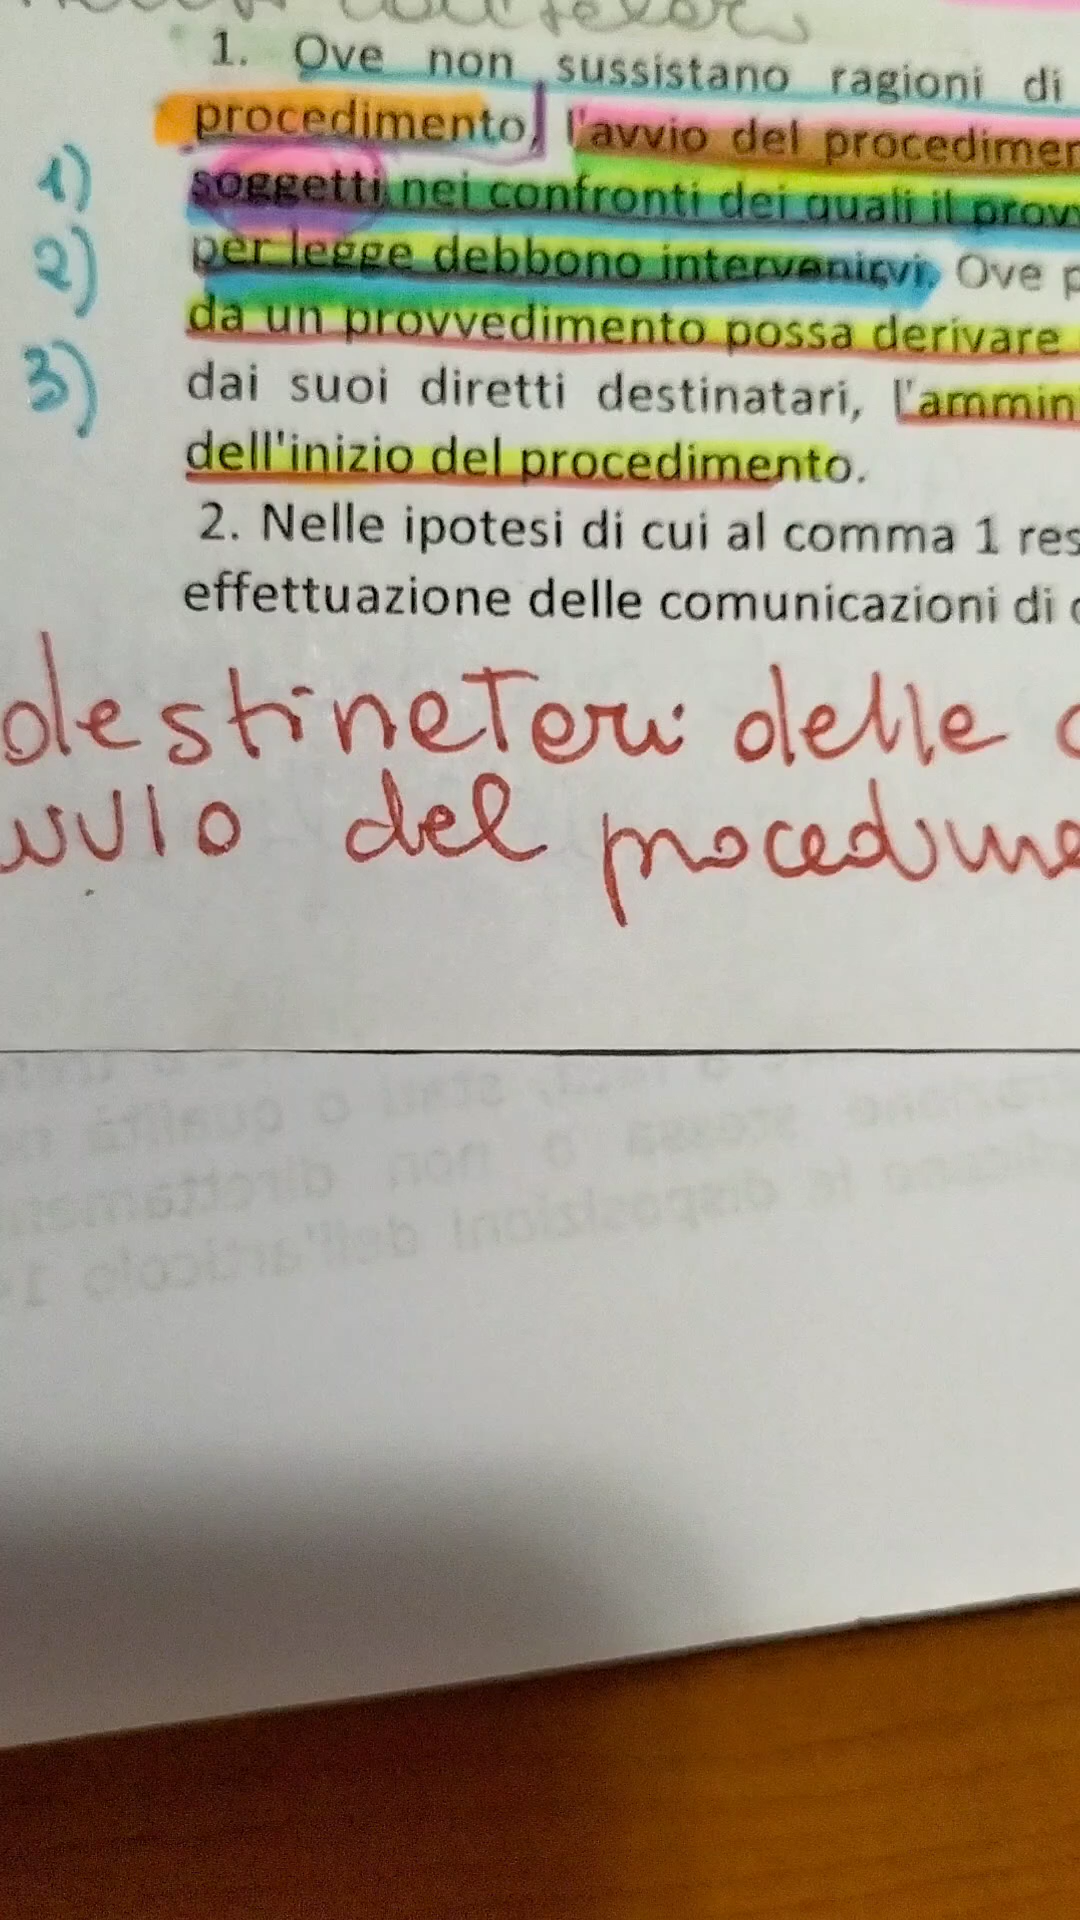 1. Ove non sussistano ragioni di
procedimento, l'avvio del procedimen
1) soggetti nei confronti dei quali il provv
2) per legge debbono intervenirvi. Ove p
da un provvedimento possa derivare
3) dai suoi diretti destinatari, l'ammin
dell'inizio del procedimento.
2. Nelle ipotesi di cui al comma 1 res
effettuazione delle comunicazioni di c
destinatari delle c
avvio del procedime